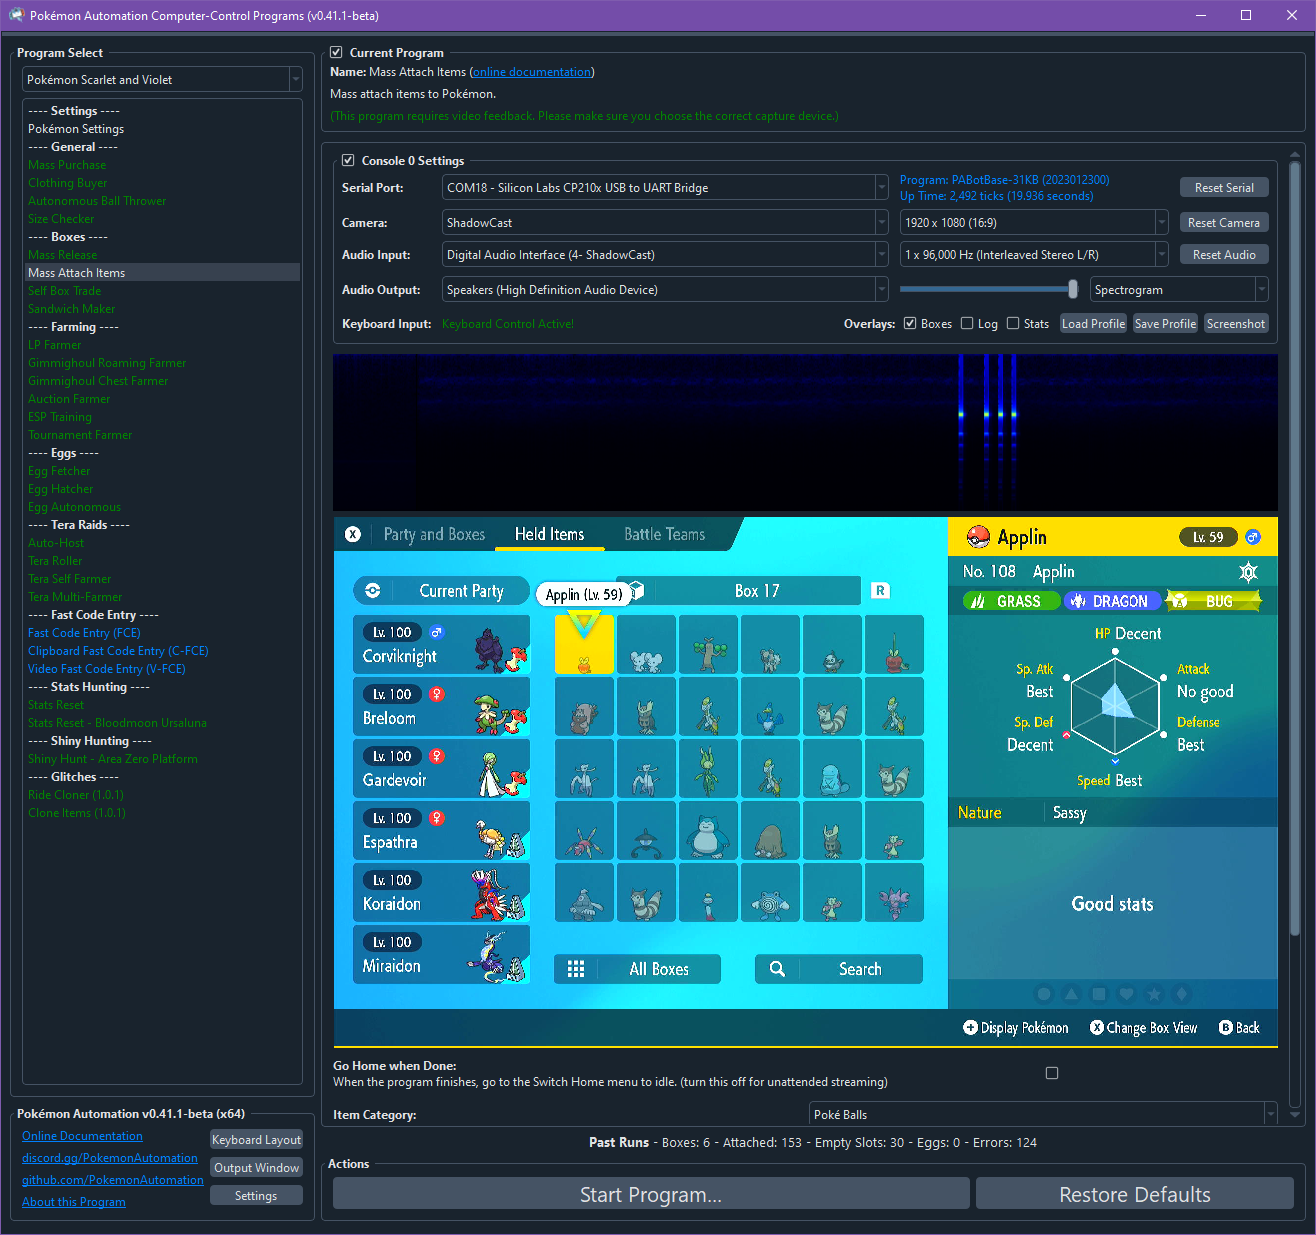 Pokémon Automation Computer-Control Programs (v0.41.1-beta)
Program Select
Pokémon Scarlet and Violet
---- Settings ----
Pokémon Settings
---- General ----
Mass Purchase
Clothing Buyer
Autonomous Ball Thrower
Size Checker
---- Boxes ----
Mass Release
Mass Attach Items
Self Box Trade
Sandwich Maker
---- Farming ----
LP Farmer
Gimmighoul Roaming Farmer
Gimmighoul Chest Farmer
Auction Farmer
ESP Training
Tournament Farmer
---- Eggs ----
Egg Fetcher
Egg Hatcher
Egg Autonomous
---- Tera Raids ----
Auto-Host
Tera Roller
Tera Self Farmer
Tera Multi-Farmer
---- Fast Code Entry ----
Fast Code Entry (FCE)
Clipboard Fast Code Entry (C-FCE)
Video Fast Code Entry (V-FCE)
---- Stats Hunting ----
Stats Reset
Stats Reset - Bloodmoon Ursaluna
---- Shiny Hunting ----
Shiny Hunt - Area Zero Platform
---- Glitches ----
Ride Cloner (1.0.1)
Clone Items (1.0.1)
Pokémon Automation v0.41.1-beta (x64)
Online Documentation
Keyboard Layout
discord.gg/PokemonAutomation
Output Window
github.com/PokemonAutomation
Settings
About this Program
Current Program
Name: Mass Attach Items (online documentation)
Mass attach items to Pokémon.
(This program requires video feedback. Please make sure you choose the correct capture device.)
Console 0 Settings
Serial Port: COM18 - Silicon Labs CP210x USB to UART Bridge
Program: PABotBase-31KB (2023012300)
Up Time: 2,492 ticks (19.936 seconds)
Reset Serial
Camera: ShadowCast 1920 x 1080 (16:9) Reset Camera
Audio Input: Digital Audio Interface (4- ShadowCast) 1 x 96,000 Hz (Interleaved Stereo L/R) Reset Audio
Audio Output: Speakers (High Definition Audio Device) Spectrogram
Keyboard Input: Keyboard Control Active! Overlays: Boxes Log Stats Load Profile Save Profile Screenshot
X Party and Boxes Held Items Battle Teams
Current Party
Applin (Lv. 59)
Box 17 R
Lv. 100
Corviknight
Lv. 100
Breloom
Lv. 100
Gardevoir
Lv. 100
Espathra
Lv. 100
Koraidon
Lv. 100
Miraidon
All Boxes
Search
Applin Lv. 59
No. 108 Applin
GRASS DRAGON BUG
HP Decent
Sp. Atk
Best
Attack
No good
Sp. Def
Decent
Defense
Best
Speed Best
Nature Sassy
Good stats
+ Display Pokémon X Change Box View B Back
Go Home when Done:
When the program finishes, go to the Switch Home menu to idle. (turn this off for unattended streaming)
Item Category: Poké Balls
Past Runs - Boxes: 6 - Attached: 153 - Empty Slots: 30 - Eggs: 0 - Errors: 124
Actions
Start Program...
Restore Defaults